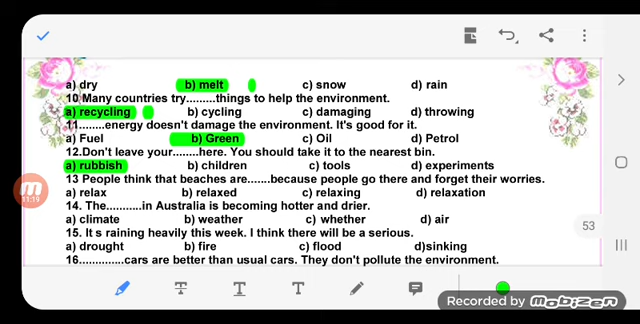 a) dry b) melt c) snow d) rain
10 Many countries try.........things to help the environment.
a) recycling b) cycling c) damaging d) throwing
11........energy doesn't damage the environment. It's good for it.
a) Fuel b) Green c) Oil d) Petrol
12.Don't leave your........here. You should take it to the nearest bin.
a) rubbish b) children c) tools d) experiments
13 People think that beaches are.......because people go there and forget their worries.
a) relax b) relaxed c) relaxing d) relaxation
14. The..........in Australia is becoming hotter and drier.
11:19
a) climate b) weather c) whether d) air
53
15. It s raining heavily this week. I think there will be a serious.
a) drought b) fire c) flood d)sinking
16..............cars are better than usual cars. They don't pollute the environment.
T T T
Recorded by Mobizen